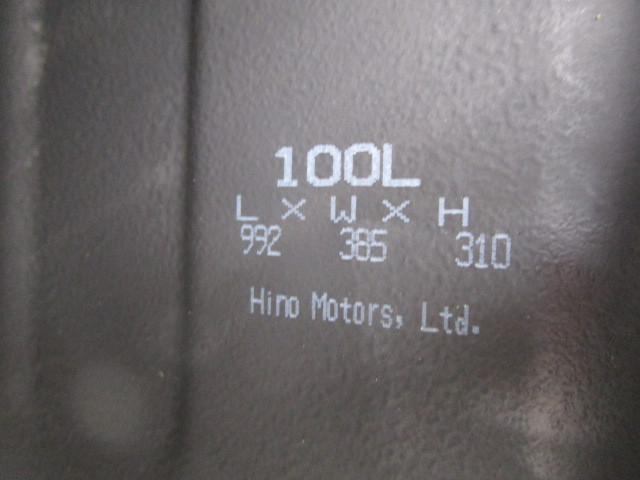 100L
L × W × H
992 385 310
Hino Motors, Ltd.